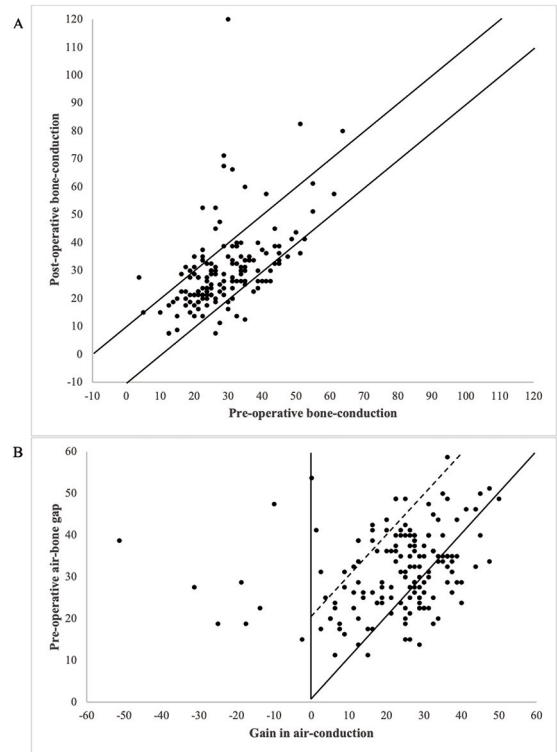 A
120
110
100
90
80
70
60
50
40
30
20
10
0
-10
Post-operative bone-conduction
-10 0 10 20 30 40 50 60 70 80 90 100 110 120
Pre-operative bone-conduction
B
60
50
40
30
20
10
0
Pre-operative air-bone gap
-60 -50 -40 -30 -20 -10 0 10 20 30 40 50 60
Gain in air-conduction